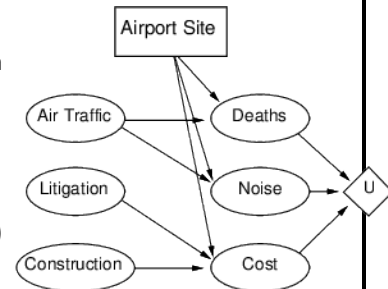 Airport Site
Air Traffic
Deaths
Litigation
Noise
U
Construction
Cost